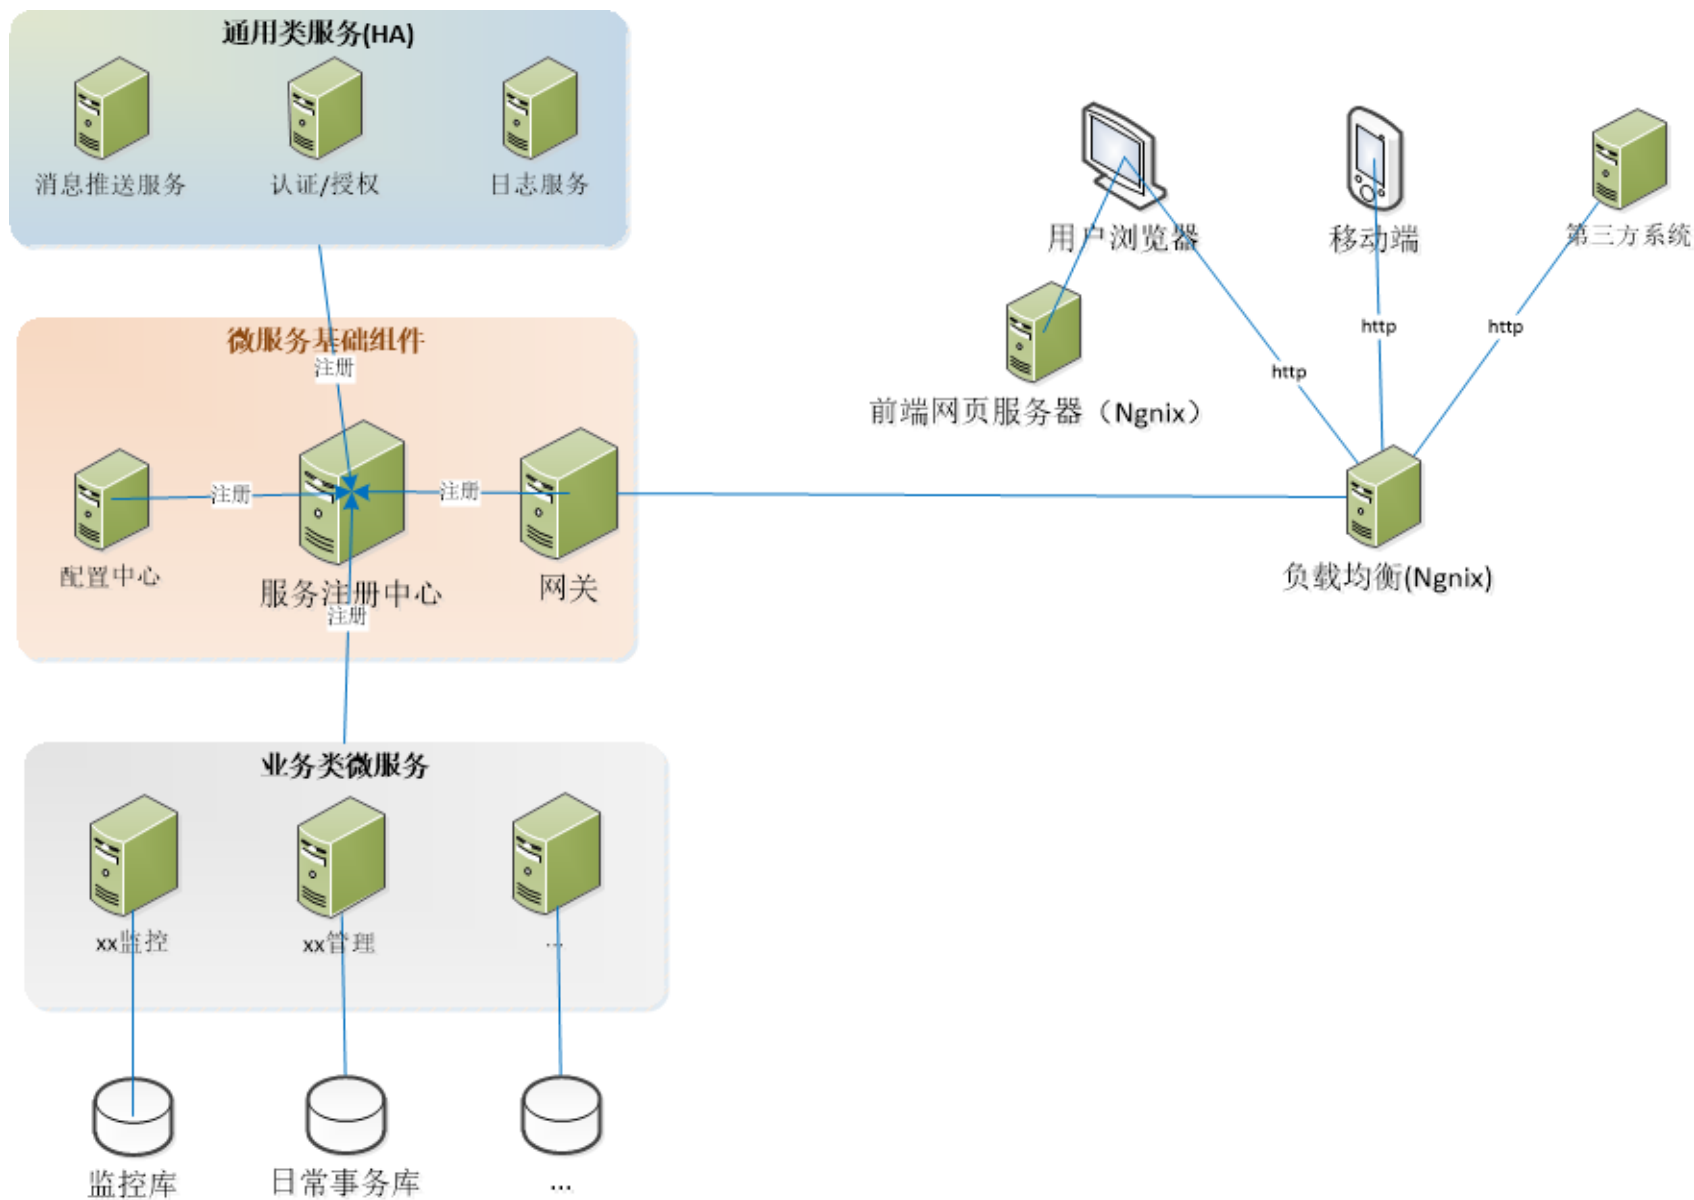 通用类服务(HA)
消息推送服务
认证/授权
日志服务
用户浏览器
移动端
第三方系统
微服务基础组件
注册
http
http
http
前端网页服务器（Ngnix）
注册
注册
配置中心
服务注册中心
网关
负载均衡(Ngnix)
注册
业务类微服务
xx监控
xx管理
...
监控库
日常事务库
...